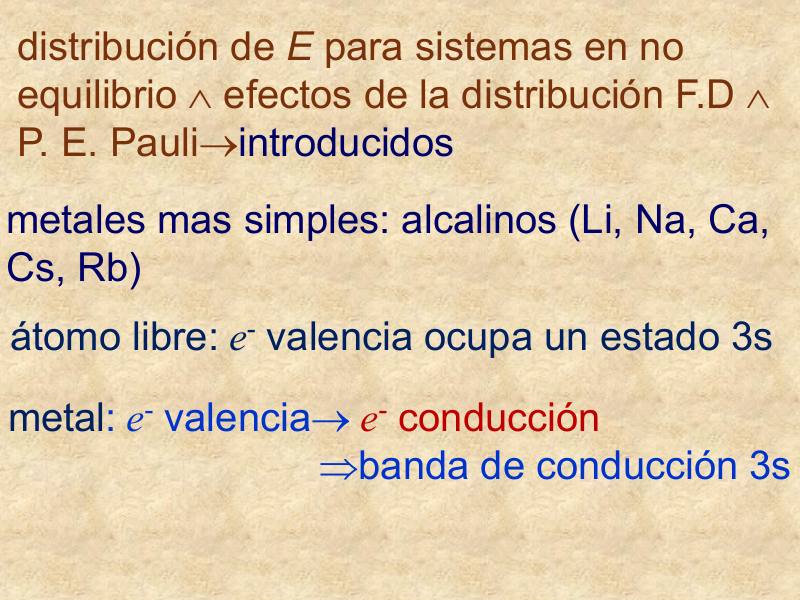 distribución de E para sistemas en no
equilibrio ∧ efectos de la distribución F.D ∧
P. E. Pauli→introducidos
metales mas simples: alcalinos (Li, Na, Ca,
Cs, Rb)
átomo libre: e- valencia ocupa un estado 3s
metal: e- valencia→ e- conducción
⇒banda de conducción 3s